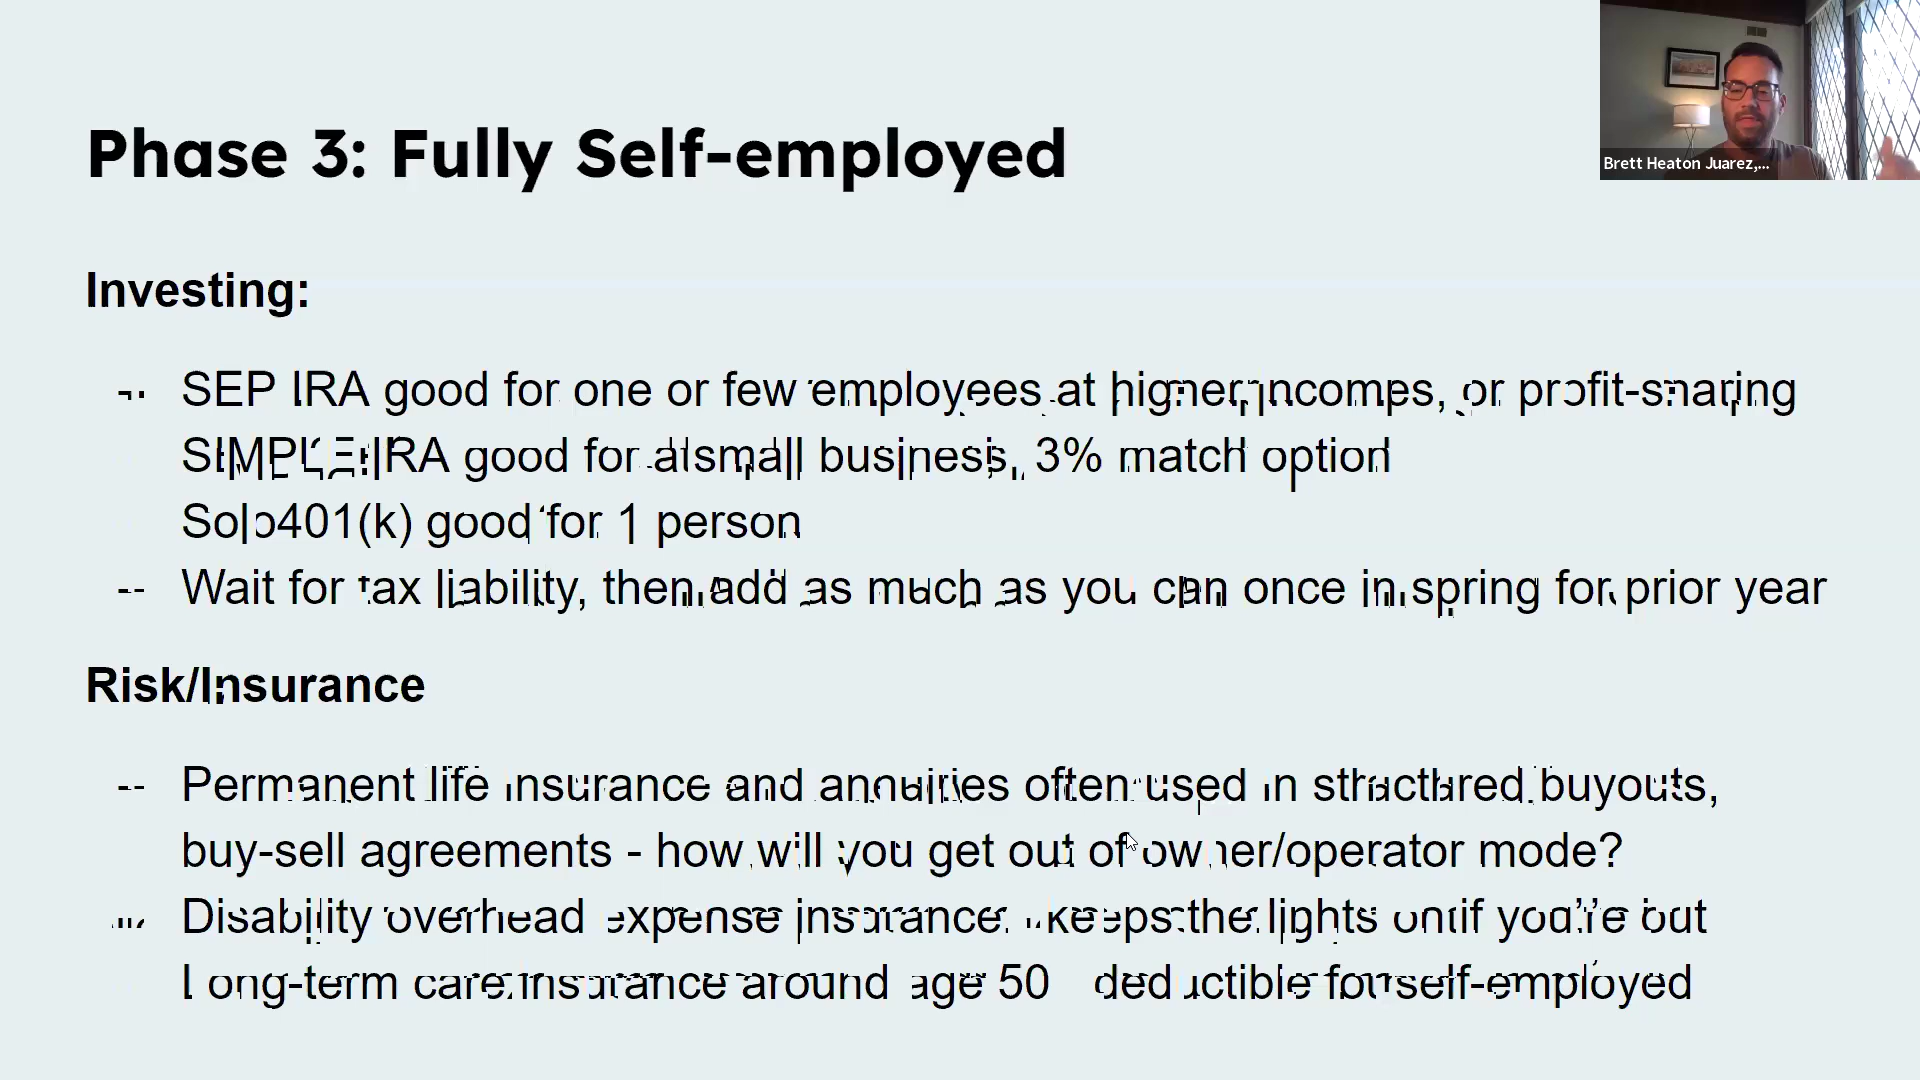 Brett Heaton Juarez,...
Phase 3: Fully Self-employed
Investing:
- SEP IRA good for one or few employees at higher incomes, or profit-sharing
SIMPLE IRA good for a small business, 3% match option
Solo401(k) good for 1 person
- Wait for tax liability, then add as much as you can once in spring for prior year
Risk/Insurance
- Permanent life insurance and annuities often used in structured buyouts,
buy-sell agreements - how will you get out of owner/operator mode?
Disability overhead expense insurance: keeps the lights on if you're out
Long-term care insurance around age 50 deductible for self-employed